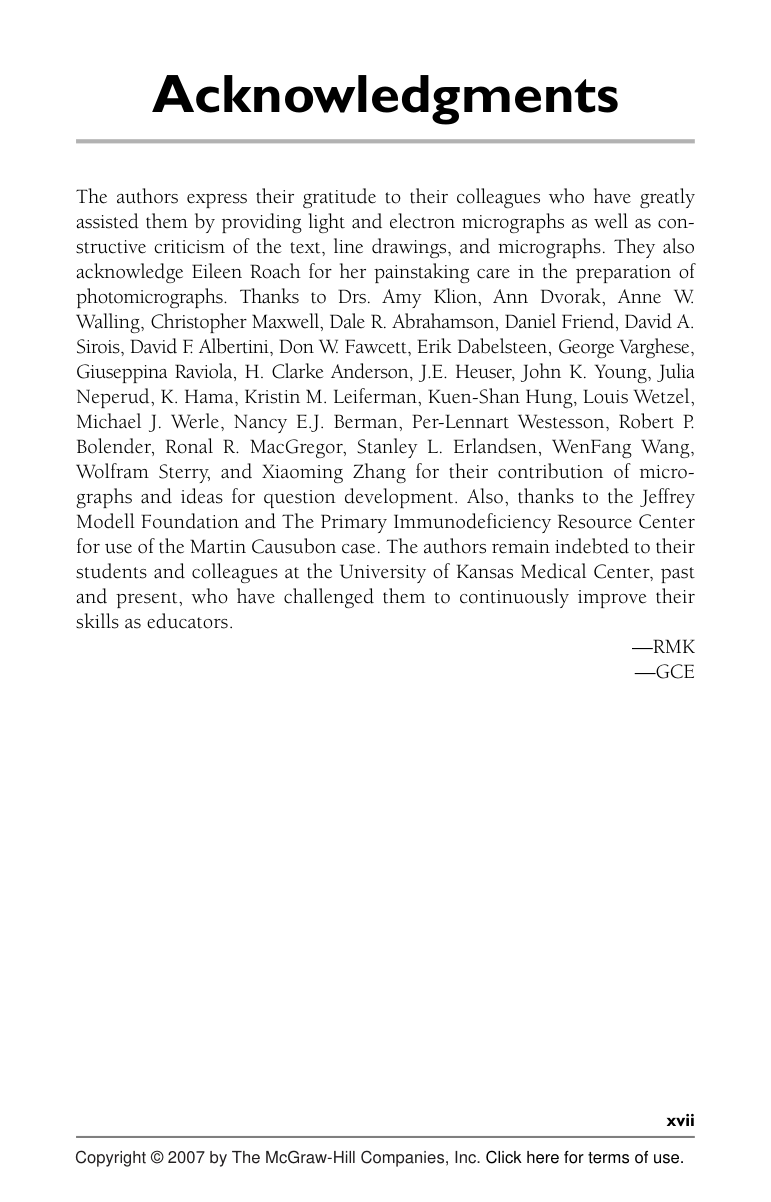 Acknowledgments
The authors express their gratitude to their colleagues who have greatly
assisted them by providing light and electron micrographs as well as con-
structive criticism of the text, line drawings, and micrographs. They also
acknowledge Eileen Roach for her painstaking care in the preparation of
photomicrographs. Thanks to Drs. Amy Klion, Ann Dvorak, Anne W.
Walling, Christopher Maxwell, Dale R. Abrahamson, Daniel Friend, David A.
Sirois, David F. Albertini, Don W. Fawcett, Erik Dabelsteen, George Varghese,
Giuseppina Raviola, H. Clarke Anderson, J.E. Heuser, John K. Young, Julia
Neperud, K. Hama, Kristin M. Leiferman, Kuen-Shan Hung, Louis Wetzel,
Michael J. Werle, Nancy E.J. Berman, Per-Lennart Westesson, Robert P.
Bolender, Ronal R. MacGregor, Stanley L. Erlandsen, WenFang Wang,
Wolfram Sterry, and Xiaoming Zhang for their contribution of micro-
graphs and ideas for question development. Also, thanks to the Jeffrey
Modell Foundation and The Primary Immunodeficiency Resource Center
for use of the Martin Causubon case. The authors remain indebted to their
students and colleagues at the University of Kansas Medical Center, past
and present, who have challenged them to continuously improve their
skills as educators.
—RMK
—GCE
xvii
Copyright © 2007 by The McGraw-Hill Companies, Inc. Click here for terms of use.